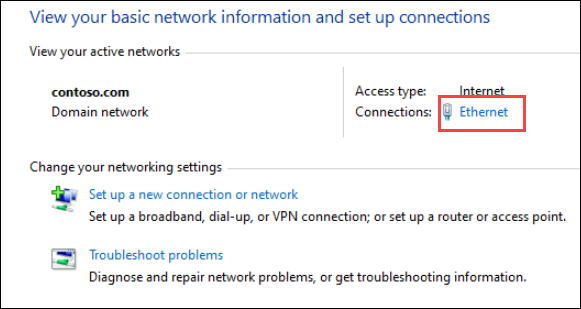 View your basic network information and set up connections
View your active networks
contoso.com
Domain network
Access type: Internet
Connections: Ethernet
Change your networking settings
Set up a new connection or network
Set up a broadband, dial-up, or VPN connection; or set up a router or access point.
Troubleshoot problems
Diagnose and repair network problems, or get troubleshooting information.